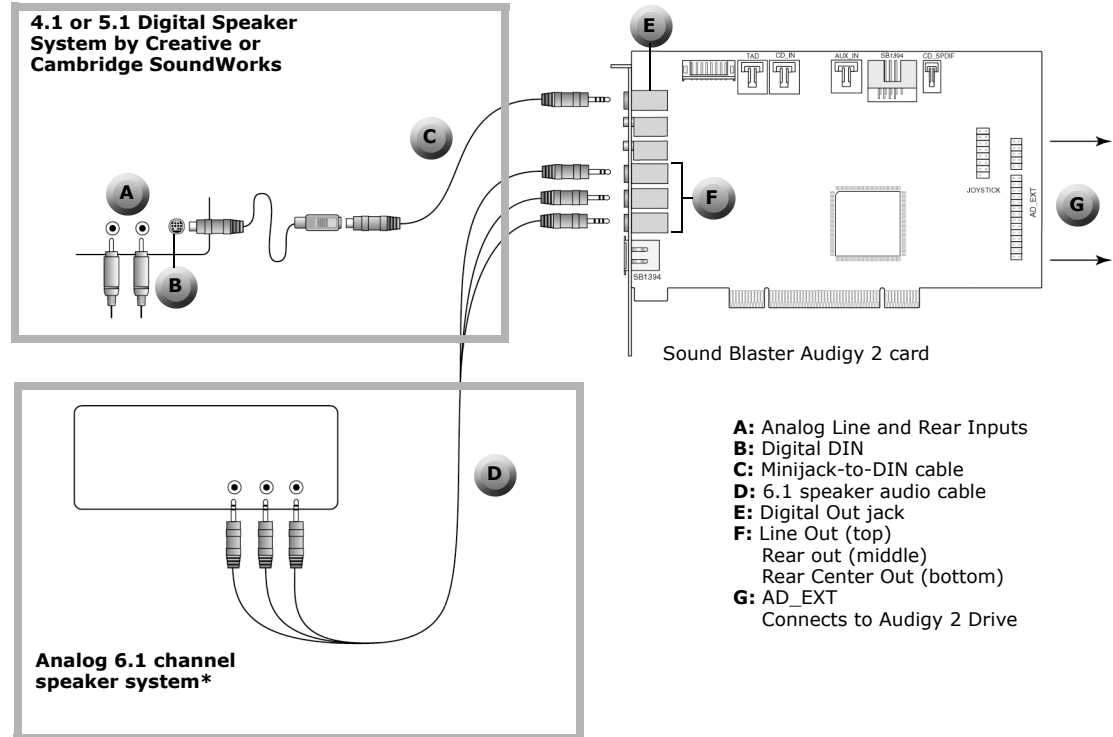 4.1 or 5.1 Digital Speaker
System by Creative or
Cambridge SoundWorks
A
B
C
E
TAD
CD_IN
AUX_IN
SB1394
CD_SPDIF
JOYSTICK
AD_EXT
F
G
SB1394
Sound Blaster Audigy 2 card
D
Analog 6.1 channel
speaker system*
A: Analog Line and Rear Inputs
B: Digital DIN
C: Minijack-to-DIN cable
D: 6.1 speaker audio cable
E: Digital Out jack
F: Line Out (top)
Rear out (middle)
Rear Center Out (bottom)
G: AD_EXT
Connects to Audigy 2 Drive